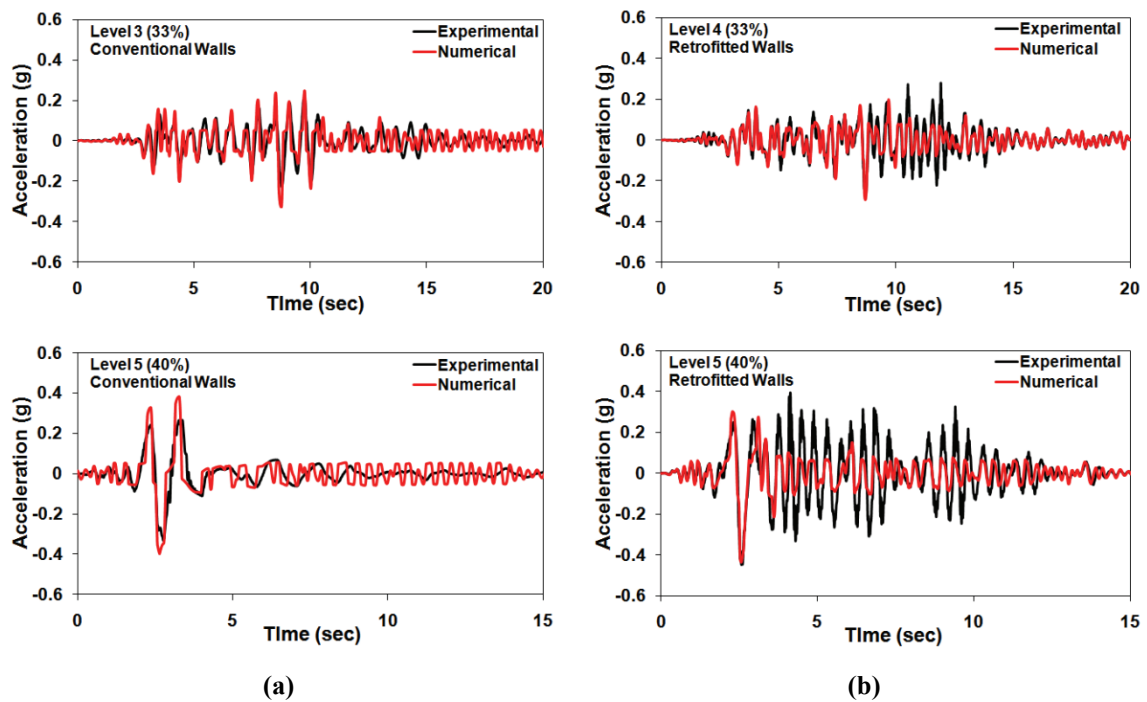 Level 3 (33%)
Conventional Walls
Experimental
Numerical
0.6
0.4
0.2
0
-0.2
-0.4
-0.6
Acceleration (g)
0
5
10
15
20
TIme (sec)
Level 4 (33%)
Retrofitted Walls
Experimental
Numerical
0.6
0.4
0.2
0
-0.2
-0.4
-0.6
Acceleration (g)
0
5
10
15
20
TIme (sec)
Level 5 (40%)
Conventional Walls
Experimental
Numerical
0.6
0.4
0.2
0
-0.2
-0.4
-0.6
Acceleration (g)
0
5
10
15
TIme (sec)
Level 5 (40%)
Retrofitted Walls
Experimental
Numerical
0.6
0.4
0.2
0
-0.2
-0.4
-0.6
Acceleration (g)
0
5
10
15
TIme (sec)
(a)
(b)